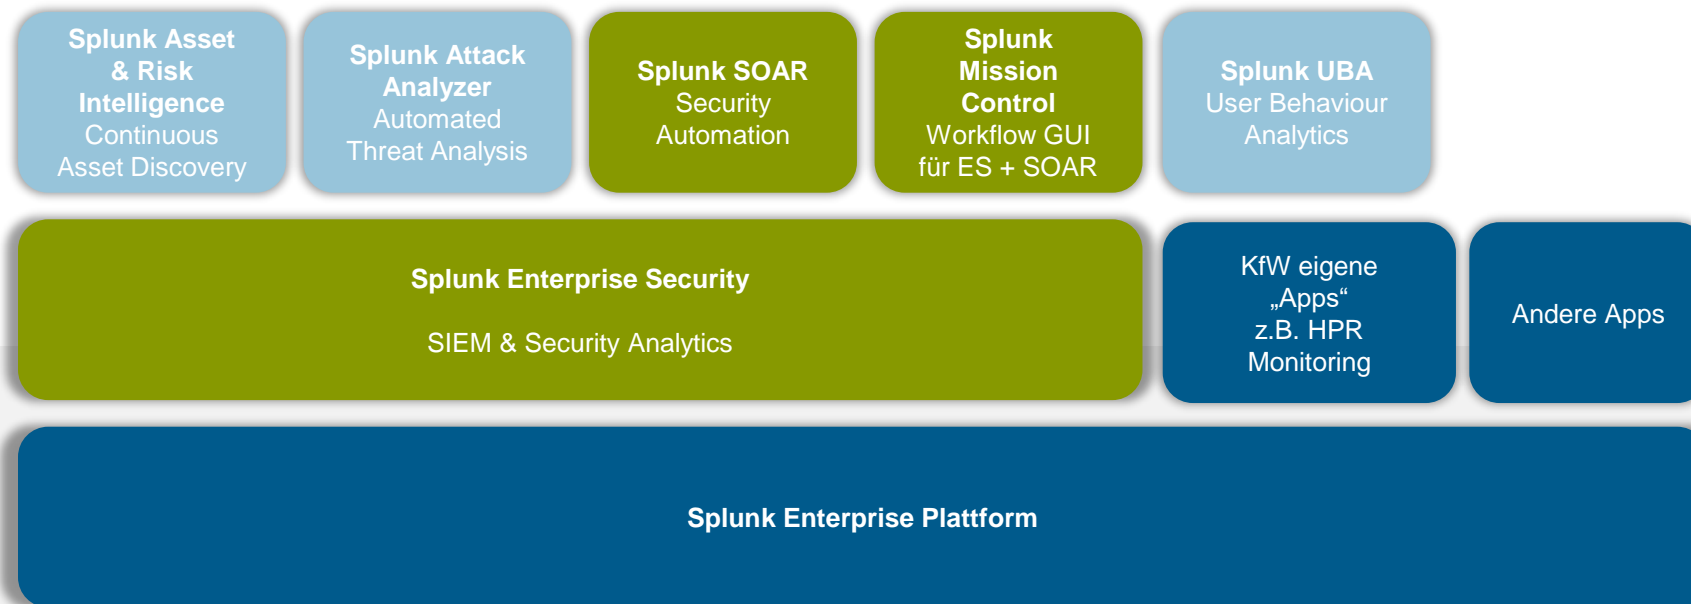 Splunk Asset
& Risk
Intelligence
Continuous
Asset Discovery
Splunk Attack
Analyzer
Automated
Threat Analysis
Splunk SOAR
Security
Automation
Splunk
Mission
Control
Workflow GUI
für ES + SOAR
Splunk UBA
User Behaviour
Analytics
Splunk Enterprise Security
SIEM & Security Analytics
KfW eigene
„Apps“
z.B. HPR
Monitoring
Andere Apps
Splunk Enterprise Plattform